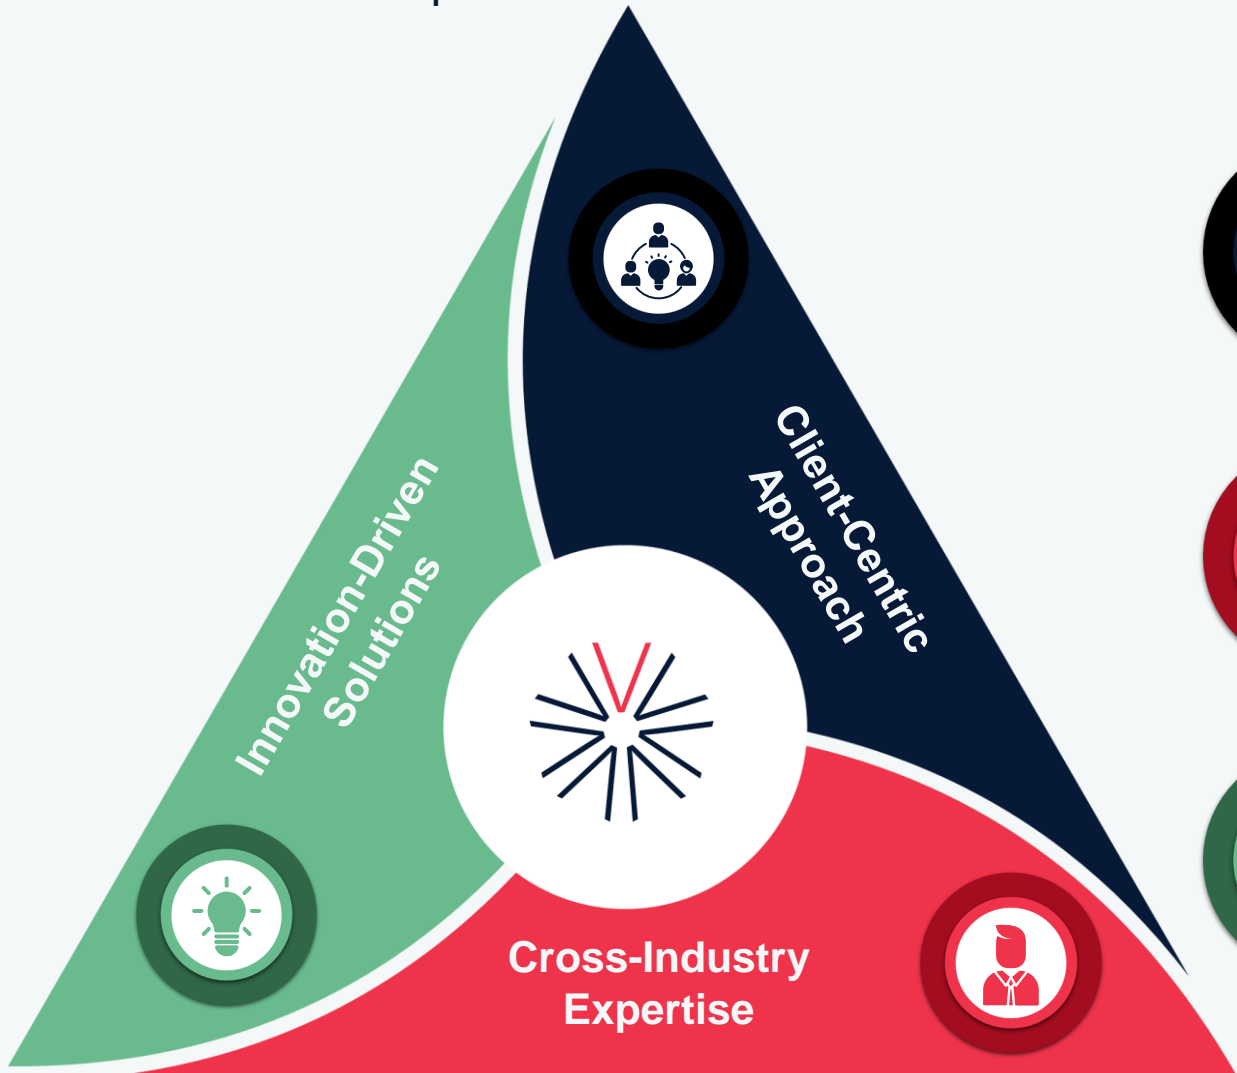 Client-Centric
Approach
Innovation-Driven
Solutions
Cross-Industry
Expertise